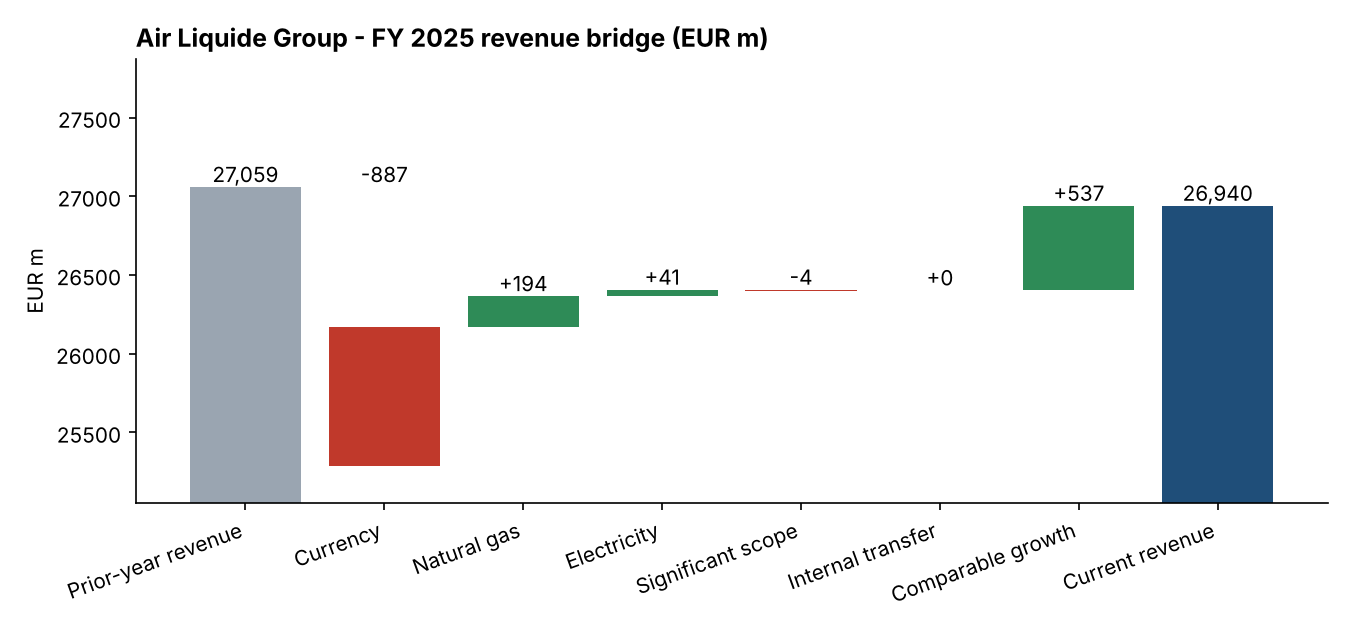 Air Liquide Group - FY 2025 revenue bridge (EUR m)
EUR m
27500
27000
26500
26000
25500
27,059
-887
+194
+41
-4
+0
+537
26,940
Prior-year revenue
Currency
Natural gas
Electricity
Significant scope
Internal transfer
Comparable growth
Current revenue